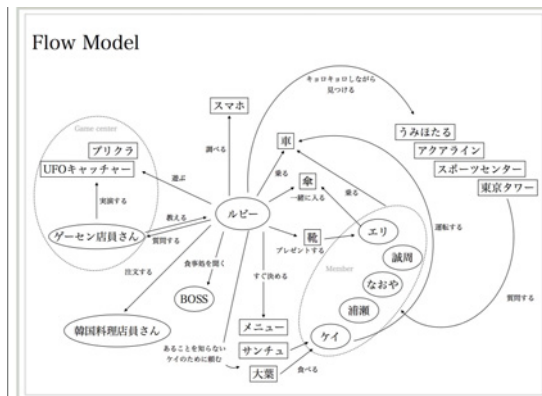 Flow Model
キョロキョロしながら
見つける
スマホ
Game center
プリクラ
UFOキャッチャー
調べる
車
うみほたる
アクアライン
スポーツセンター
東京タワー
遊ぶ
乗る
傘
一緒に入る
乗る
実演する
教える
ルビー
ゲーセン店員さん
質問する
靴
プレゼントする
エリ
運転する
食事処を聞く
誠周
注文する
すぐ決める
Member
なおや
BOSS
浦瀬
質問する
韓国料理店員さん
メニュー
ケイ
あることを知らない
ケイのために頼む
サンチュ
大葉
食べる